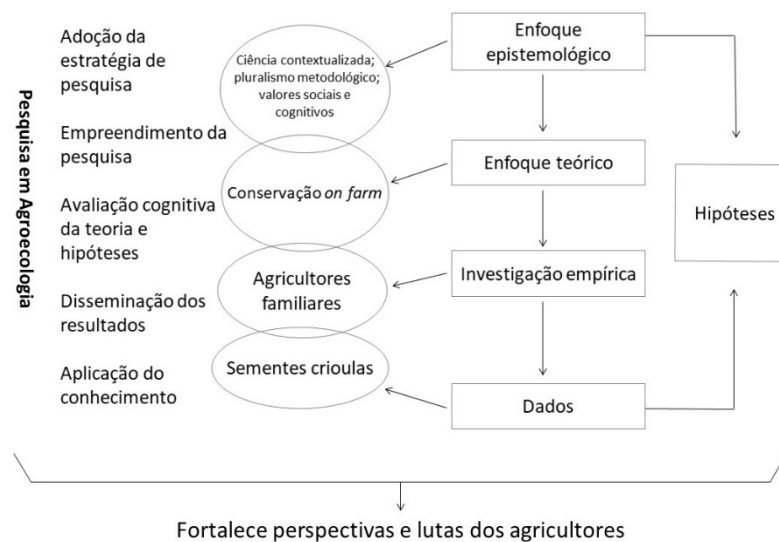 Pesquisa em Agroecologia
Adoção da
estratégia de
pesquisa
Empreendimento da
pesquisa
Avaliação cognitiva
da teoria e
hipóteses
Disseminação dos
resultados
Aplicação do
conhecimento
Ciência contextualizada;
pluralismo metodológico;
valores sociais e
cognitivos
Conservação on farm
Agricultores
familiares
Sementes crioulas
Enfoque
epistemológico
Enfoque teórico
Investigação empírica
Dados
Hipóteses
Fortalece perspectivas e lutas dos agricultores